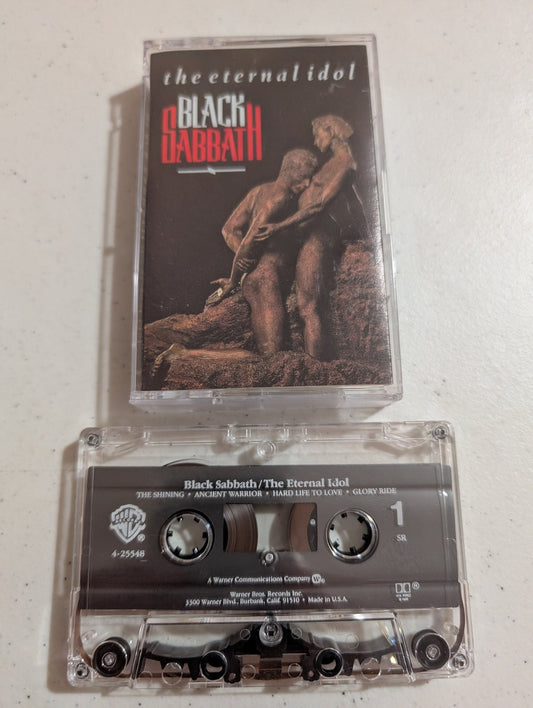 the eternal idol
BLACK
SABBATH
Black Sabbath/The Eternal Idol
THE SHINING • ANCIENT WARRIOR • HARD LIFE TO LOVE • GLORY RIDE
1
SR
4-25548
A Warner Communications Company
Warner Bros. Records Inc.
3300 Warner Blvd., Burbank, Calif. 91510 • Made in U.S.A.